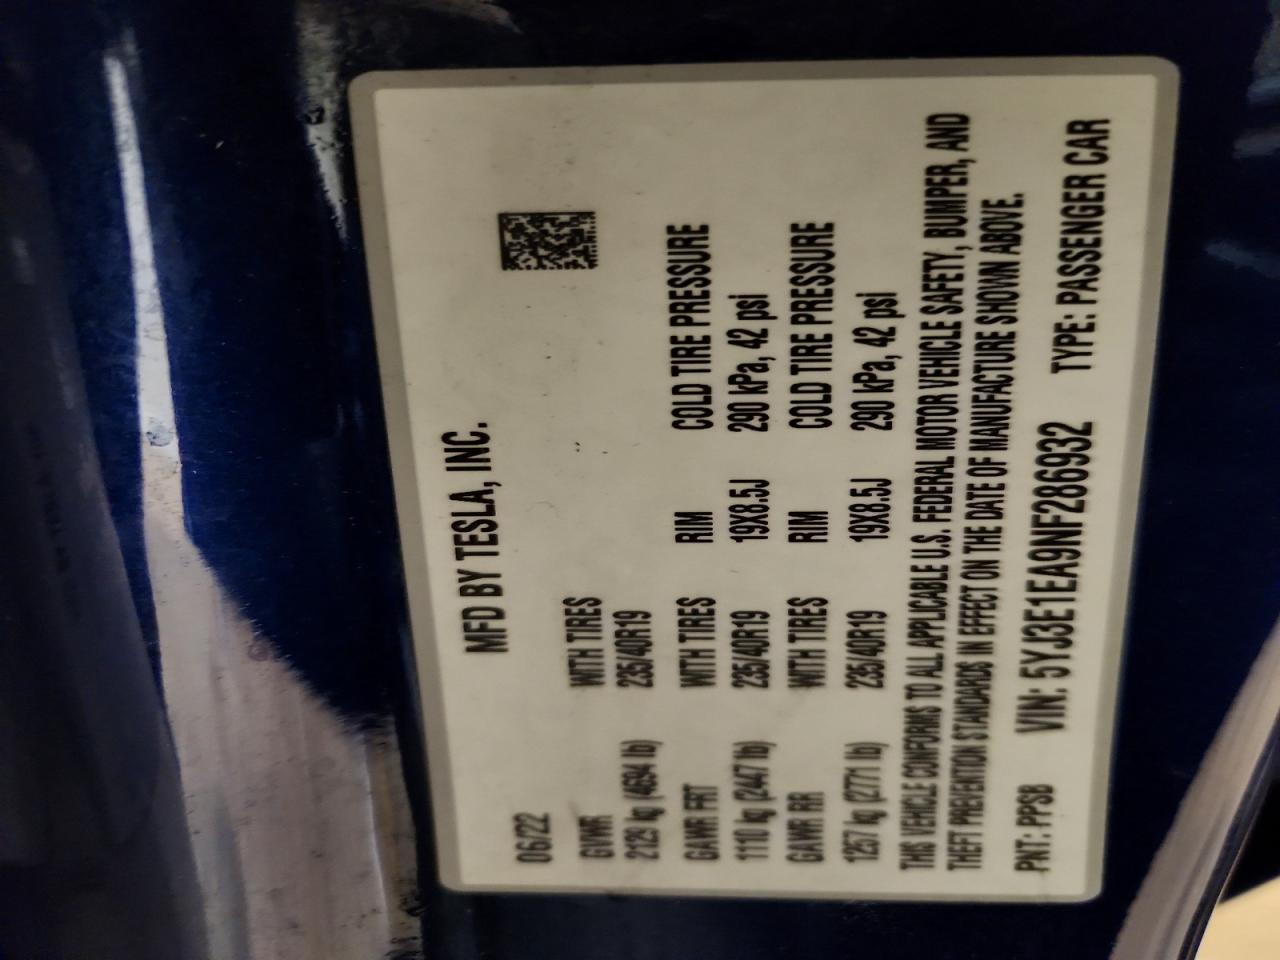 MFD BY TESLA, INC.
06/22
GVWR WITH TIRES
2129 kg (4694 lb) 235/40R19
GAWR FRT WITH TIRES RIM COLD TIRE PRESSURE
1110 kg (2447 lb) 235/40R19 19X8.5J 290 kPa, 42 psi
GAWR RR WITH TIRES RIM COLD TIRE PRESSURE
1257 kg (2771 lb) 235/40R19 19X8.5J 290 kPa, 42 psi
THIS VEHICLE CONFORMS TO ALL APPLICABLE U.S. FEDERAL MOTOR VEHICLE SAFETY, BUMPER, AND
THEFT PREVENTION STANDARDS IN EFFECT ON THE DATE OF MANUFACTURE SHOWN ABOVE.
PNT: PPSB VIN: 5YJ3E1EA9NF286932 TYPE: PASSENGER CAR